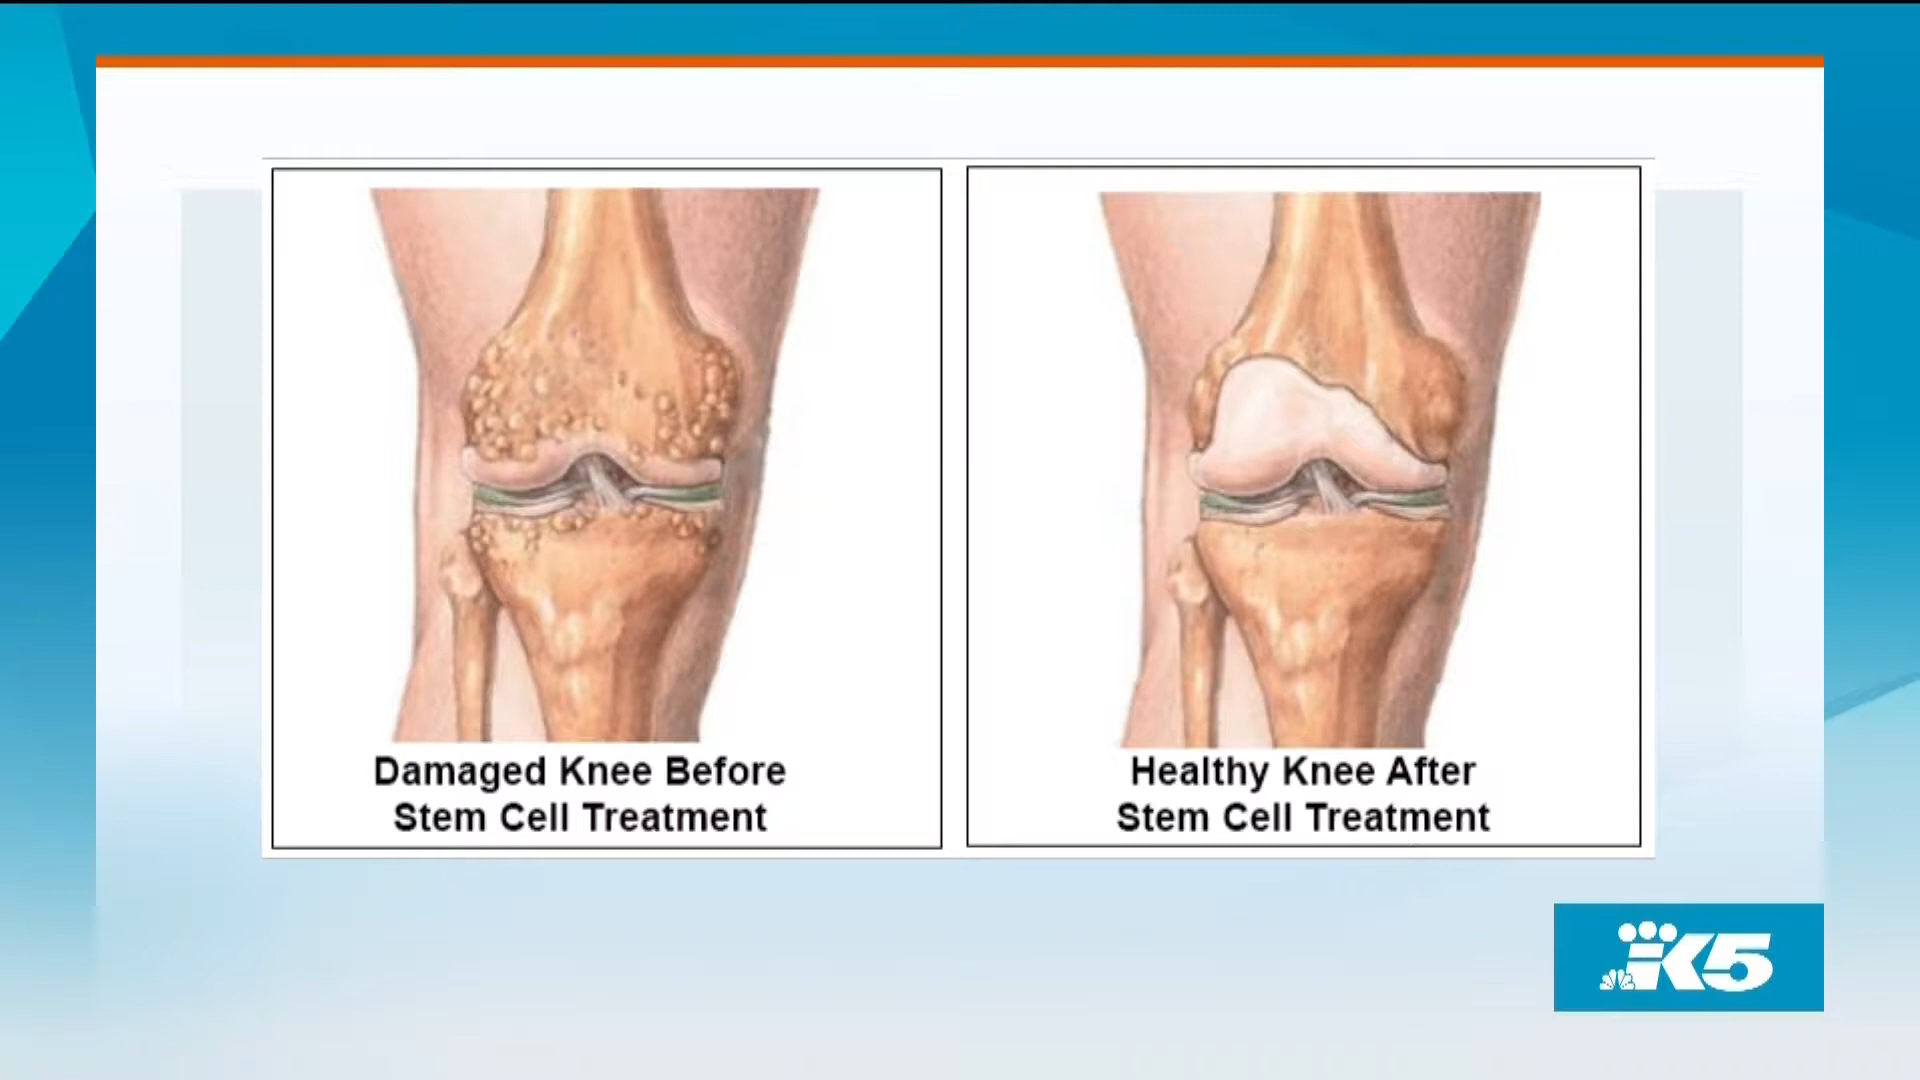 Damaged Knee Before
Stem Cell Treatment
Healthy Knee After
Stem Cell Treatment
K5